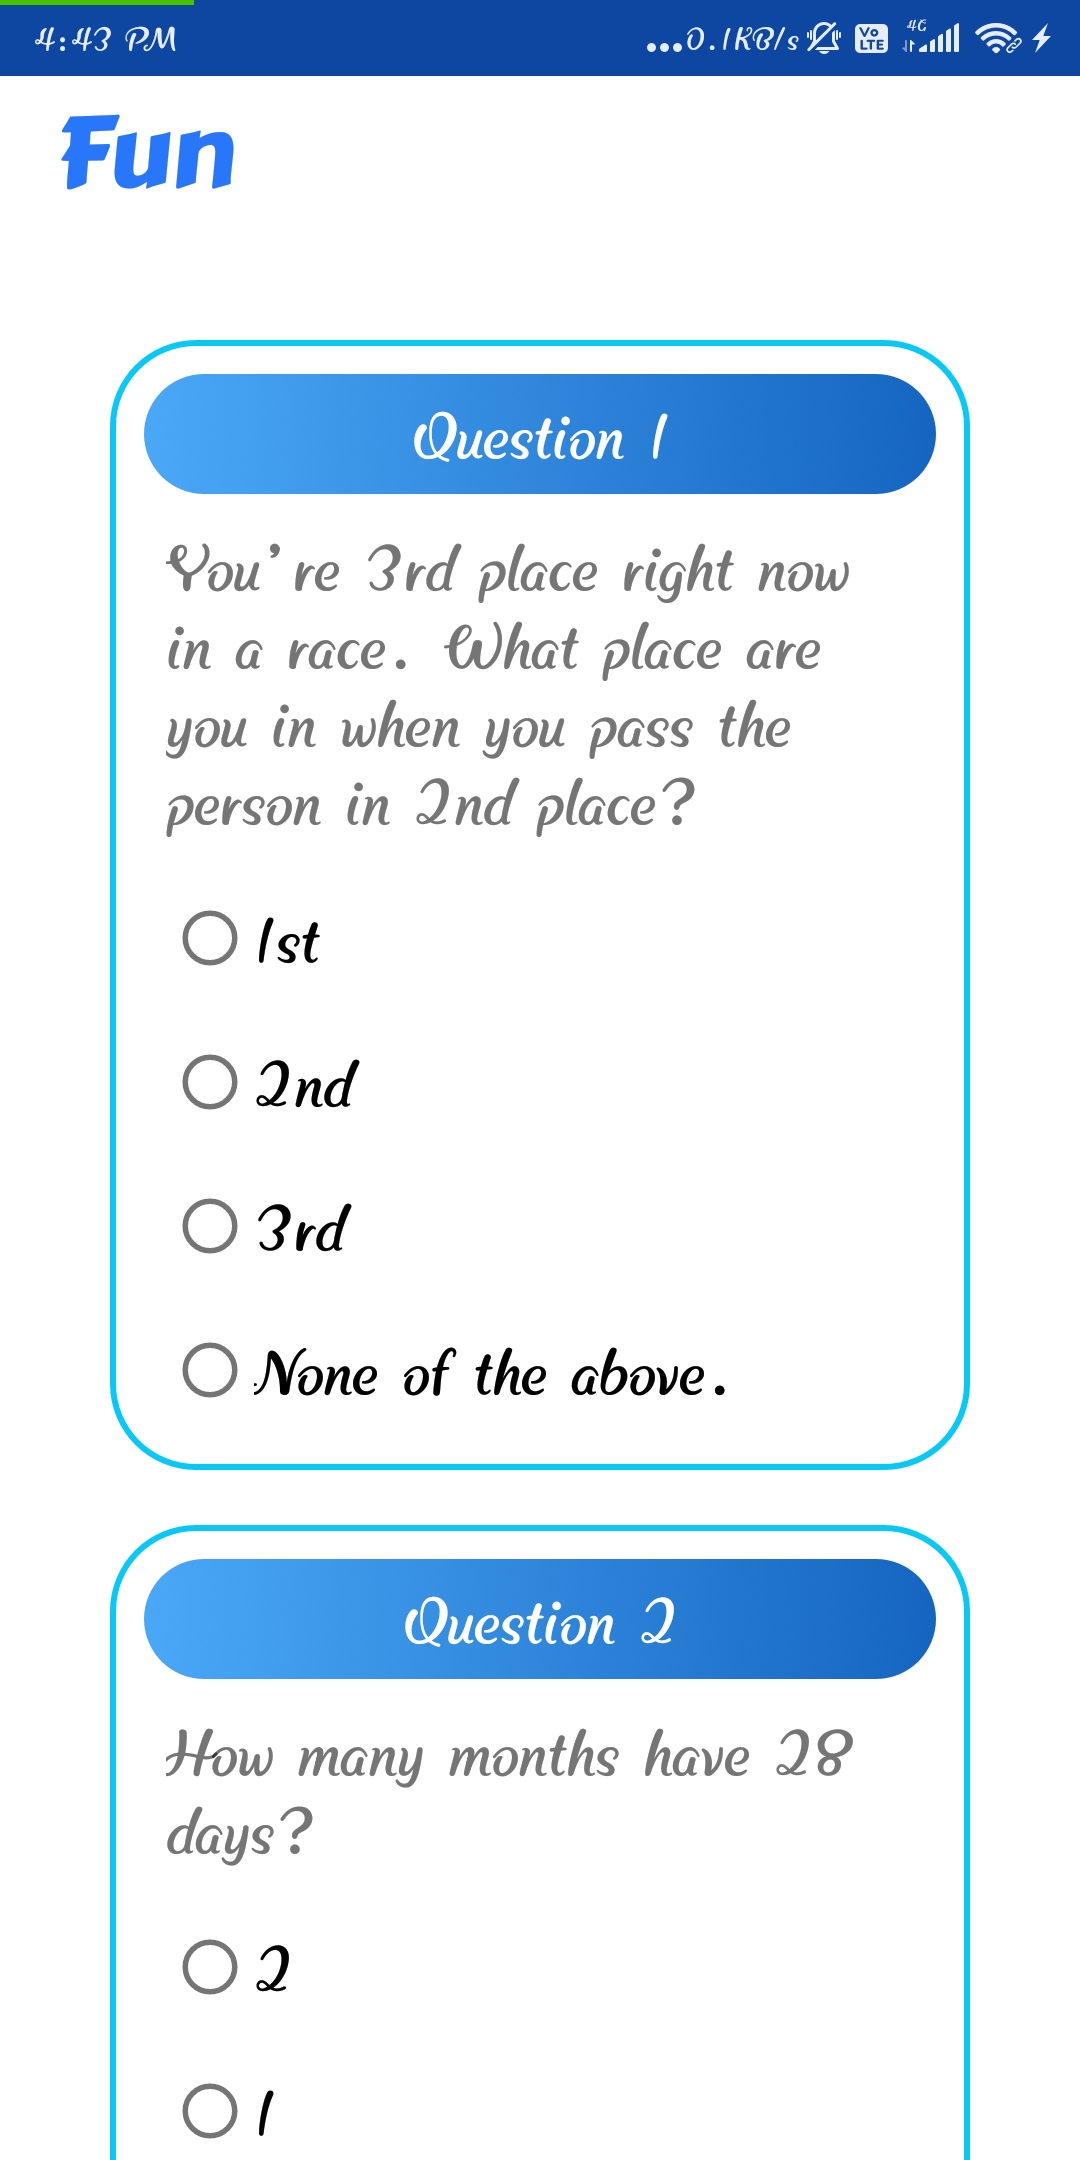 4:43 PM
...0.1KB/s Vo LTE 4G
Fun
Question 1
You're 3rd place right now
in a race. What place are
you in when you pass the
person in 2nd place?
1st
2nd
3rd
None of the above.
Question 2
How many months have 28
days?
2
1